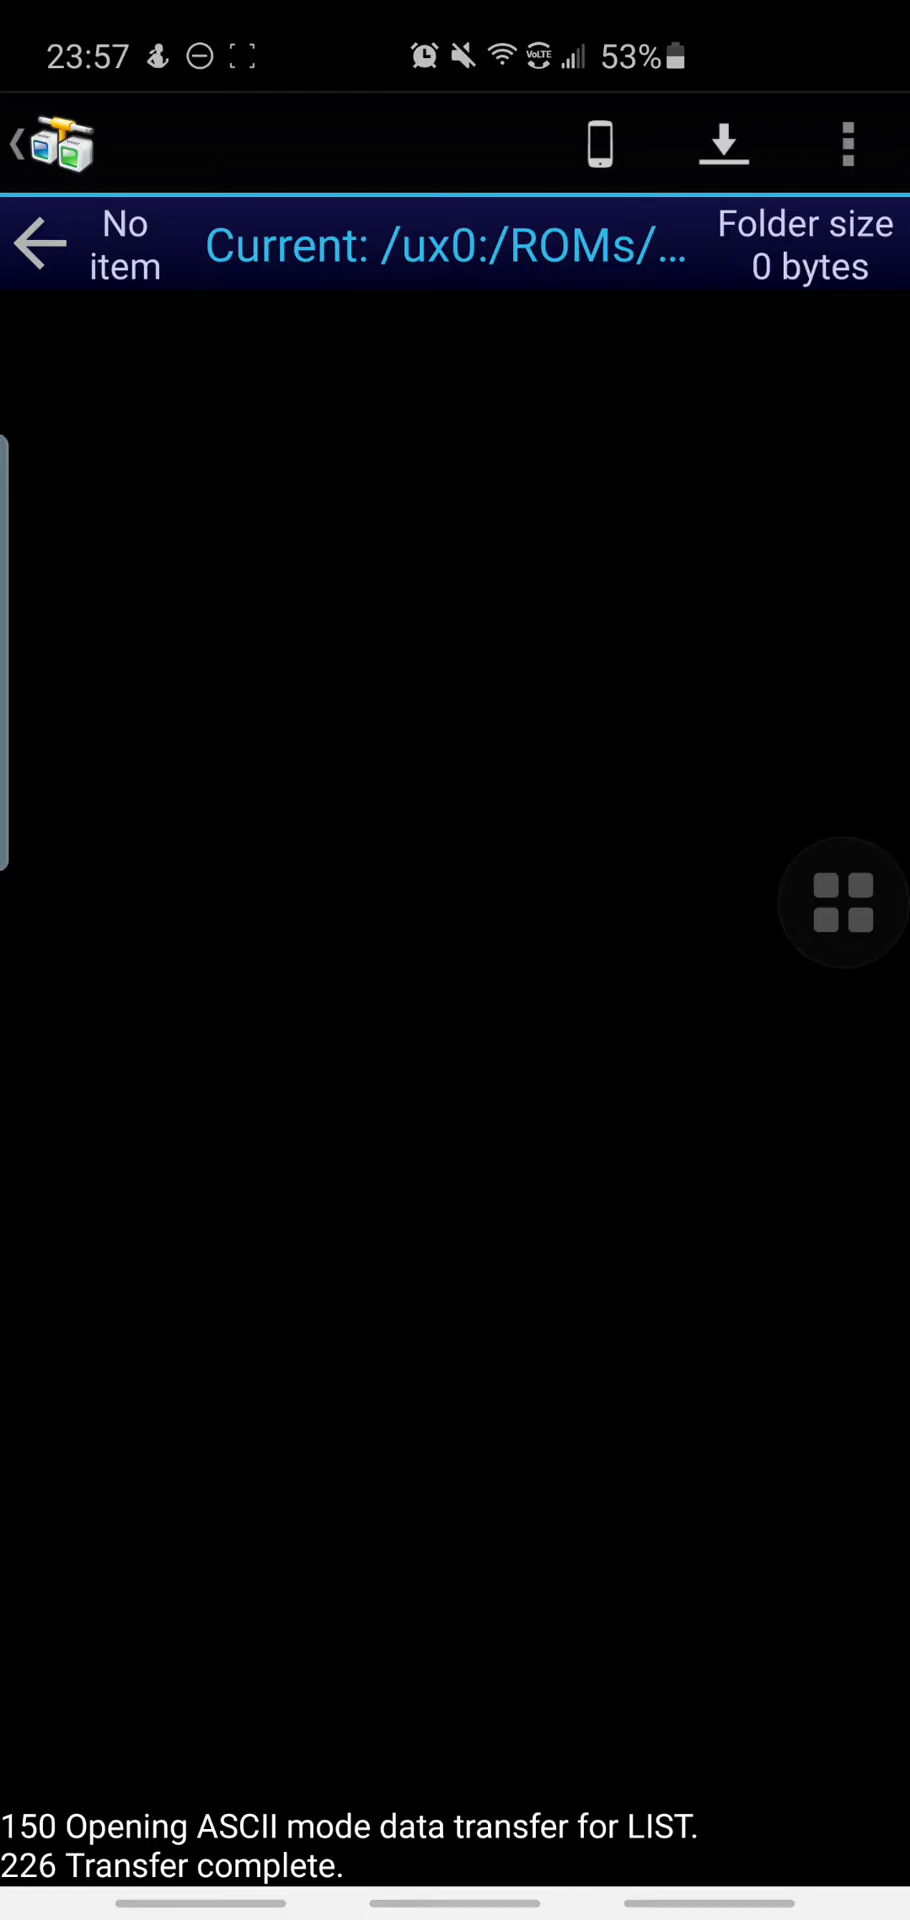 23:57 VoLTE 53%
No item
Current: /ux0:/ROMs/...
Folder size
0 bytes
150 Opening ASCII mode data transfer for LIST.
226 Transfer complete.